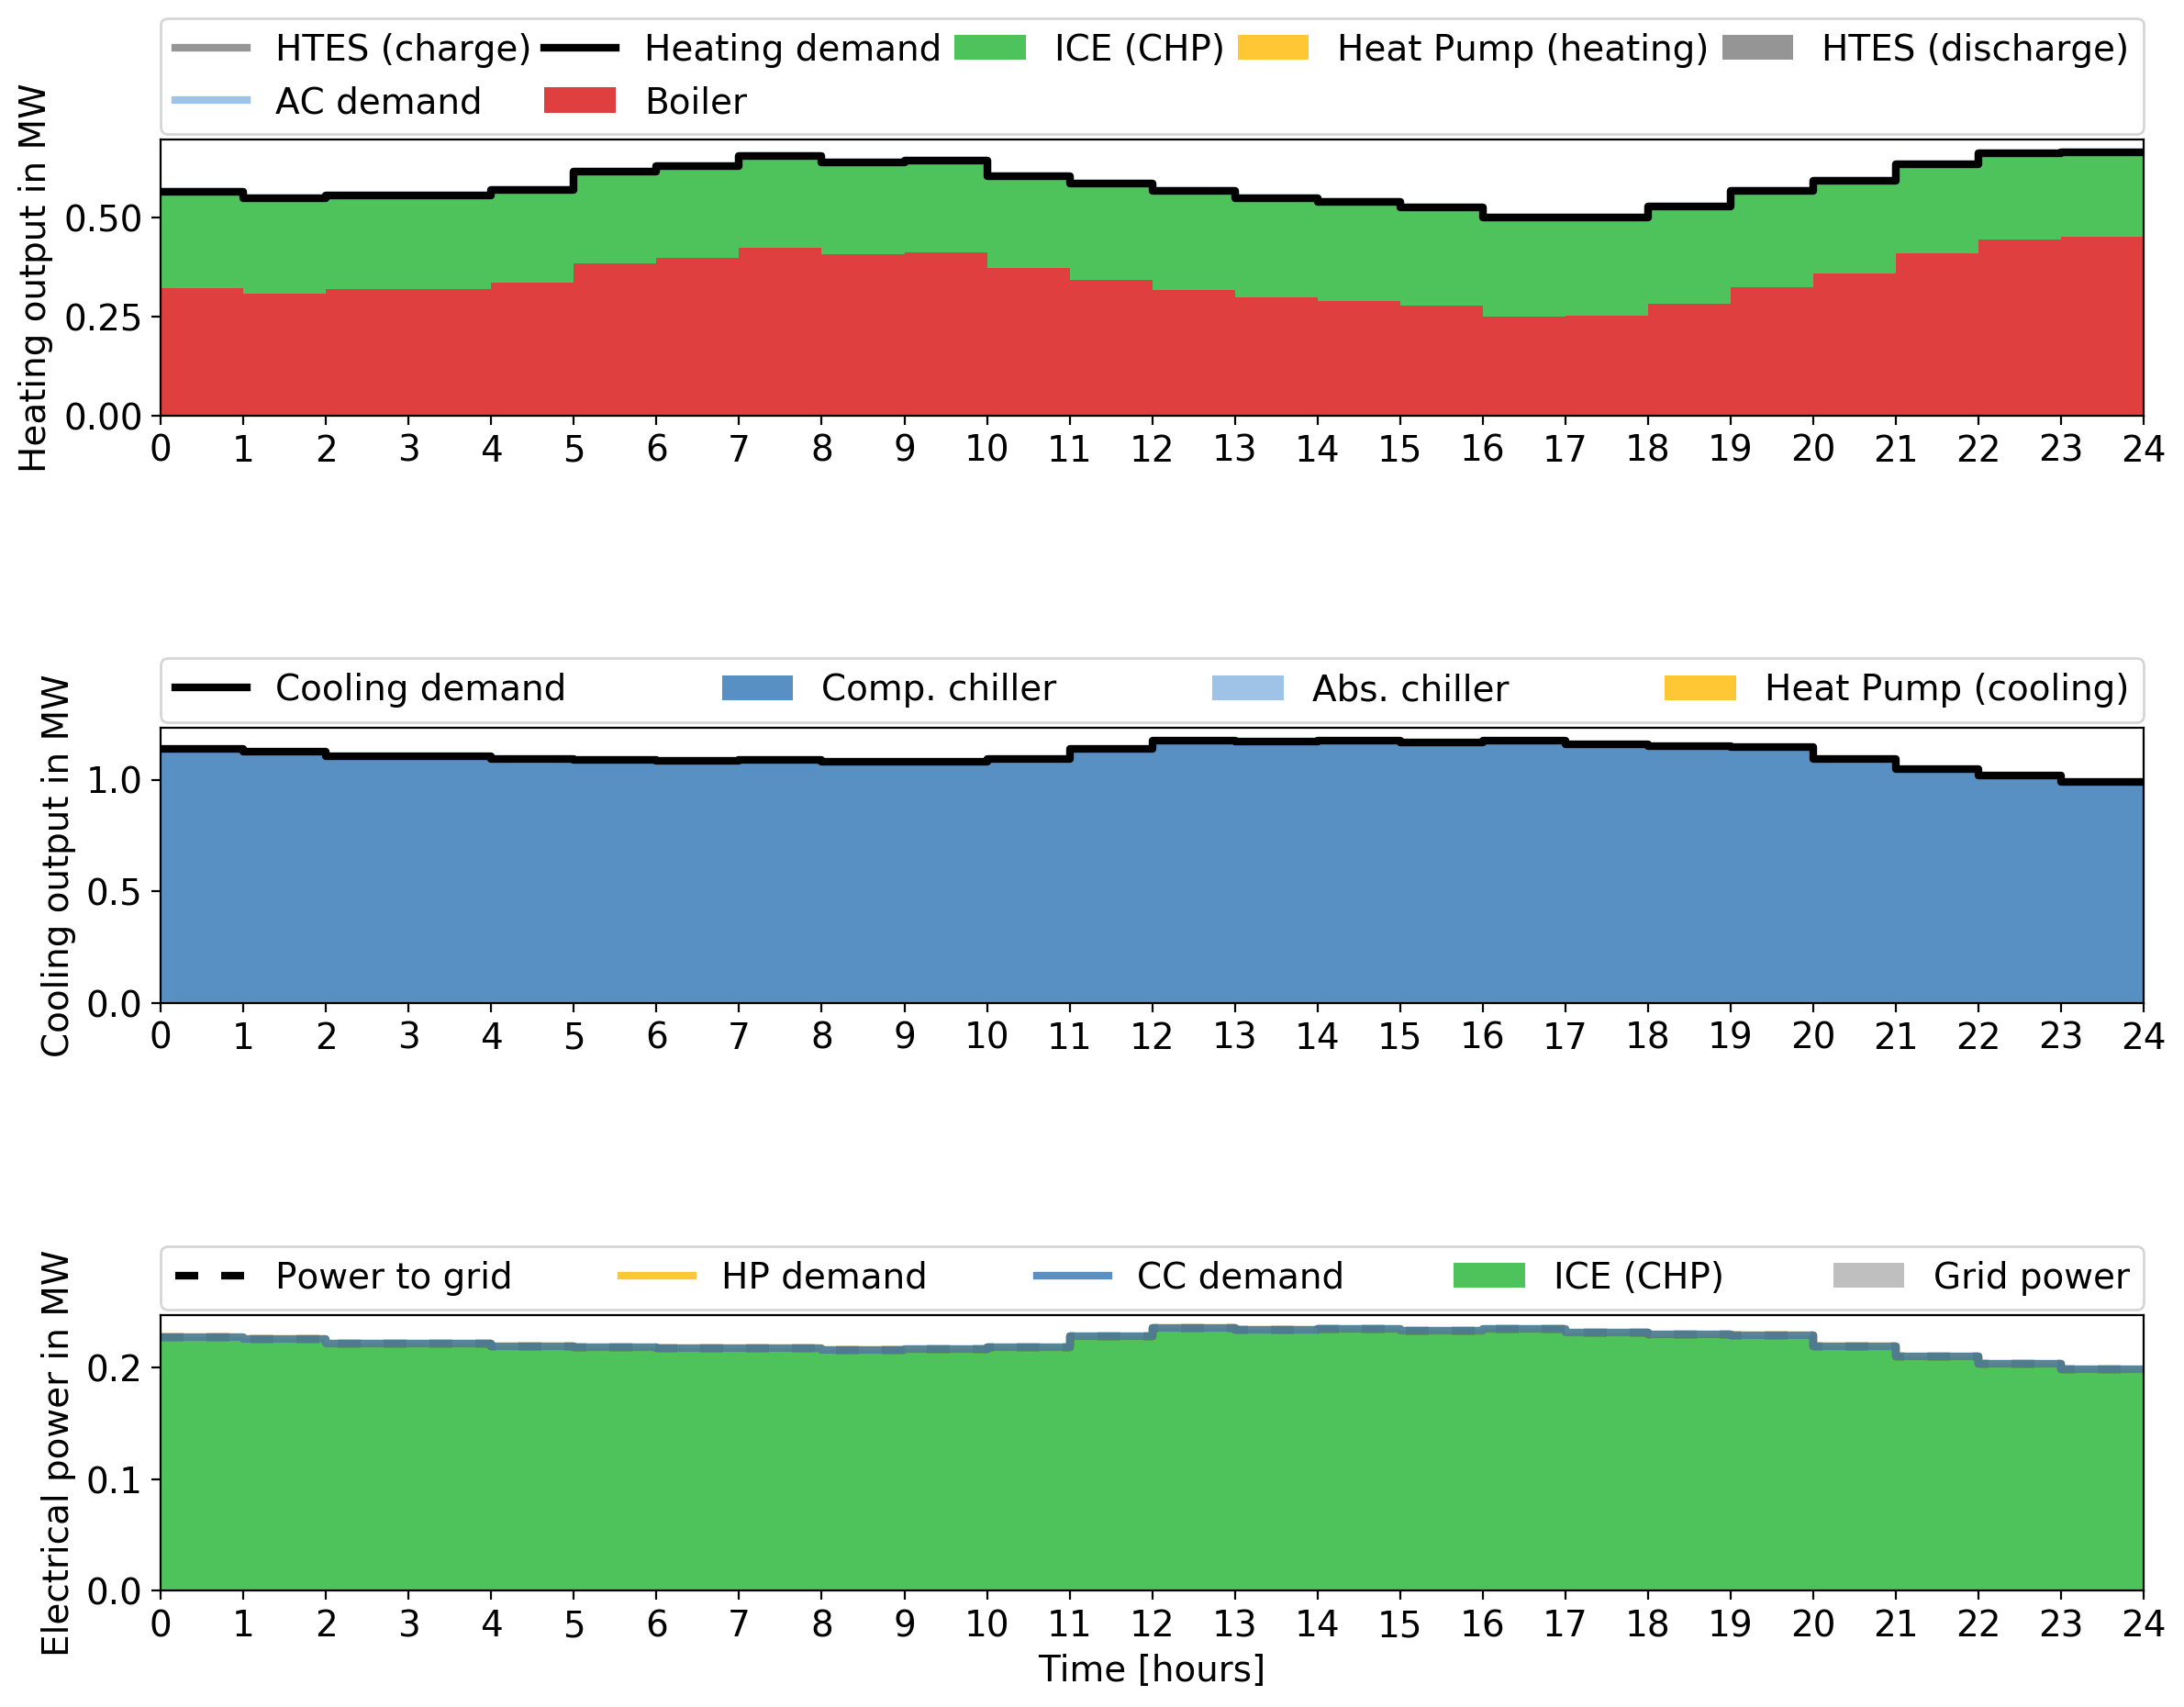 HTES (charge) Heating demand ICE (CHP) Heat Pump (heating) HTES (discharge)
AC demand Boiler
Heating output in MW
0.50
0.25
0.00
0 1 2 3 4 5 6 7 8 9 10 11 12 13 14 15 16 17 18 19 20 21 22 23 24
Cooling demand Comp. chiller Abs. chiller Heat Pump (cooling)
Cooling output in MW
1.0
0.5
0.0
0 1 2 3 4 5 6 7 8 9 10 11 12 13 14 15 16 17 18 19 20 21 22 23 24
Power to grid HP demand CC demand ICE (CHP) Grid power
Electrical power in MW
0.2
0.1
0.0
0 1 2 3 4 5 6 7 8 9 10 11 12 13 14 15 16 17 18 19 20 21 22 23 24
Time [hours]